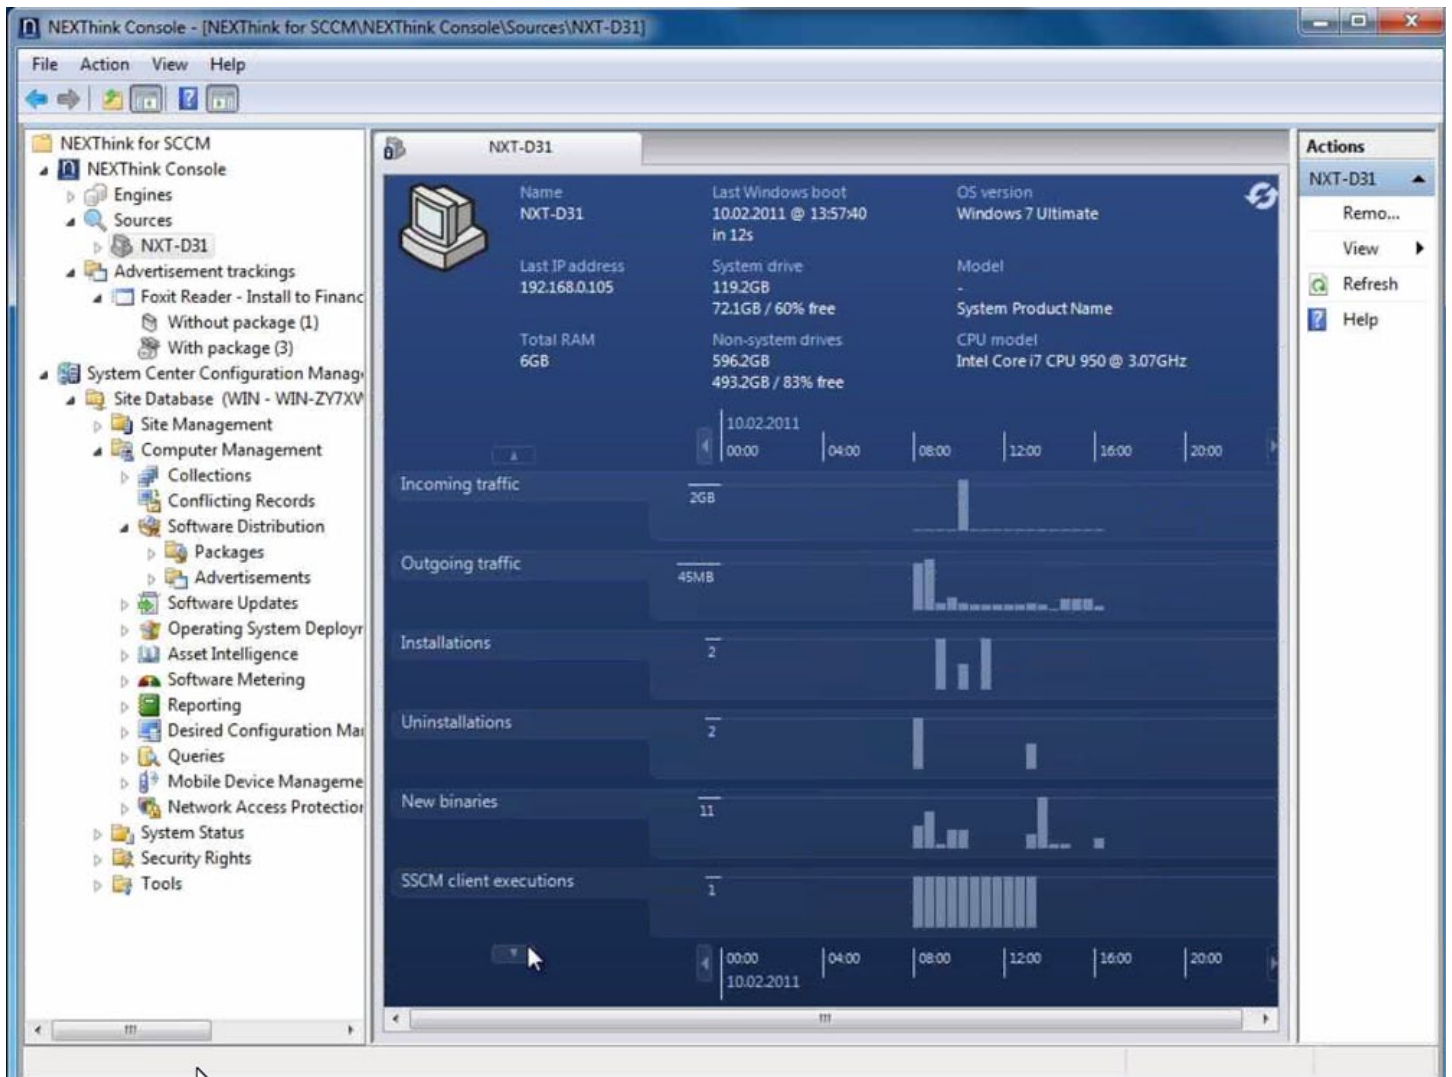 NEXThink Console - [NEXThink for SCCM\NEXThink Console\Sources\NXT-D31]
File Action View Help
NEXThink for SCCM
NEXThink Console
Engines
Sources
NXT-D31
Advertisement trackings
Foxit Reader - Install to Financ
Without package (1)
With package (3)
System Center Configuration Manag
Site Database (WIN - WIN-ZY7XW
Site Management
Computer Management
Collections
Conflicting Records
Software Distribution
Packages
Advertisements
Software Updates
Operating System Deployr
Asset Intelligence
Software Metering
Reporting
Desired Configuration Mai
Queries
Mobile Device Manageme
Network Access Protection
System Status
Security Rights
Tools
NXT-D31
Name
NXT-D31
Last Windows boot
10.02.2011 @ 13:57:40
in 12s
OS version
Windows 7 Ultimate
Last IP address
192.168.0.105
System drive
119.2GB
72.1GB / 60% free
Model
-
System Product Name
Total RAM
6GB
Non-system drives
596.2GB
493.2GB / 83% free
CPU model
Intel Core i7 CPU 950 @ 3.07GHz
10.02.2011
00:00 04:00 08:00 12:00 16:00 20:00
Incoming traffic
2GB
Outgoing traffic
45MB
Installations
2
Uninstallations
2
New binaries
11
SSCM client executions
1
00:00 04:00 08:00 12:00 16:00 20:00
10.02.2011
Actions
NXT-D31
Remo...
View
Refresh
Help